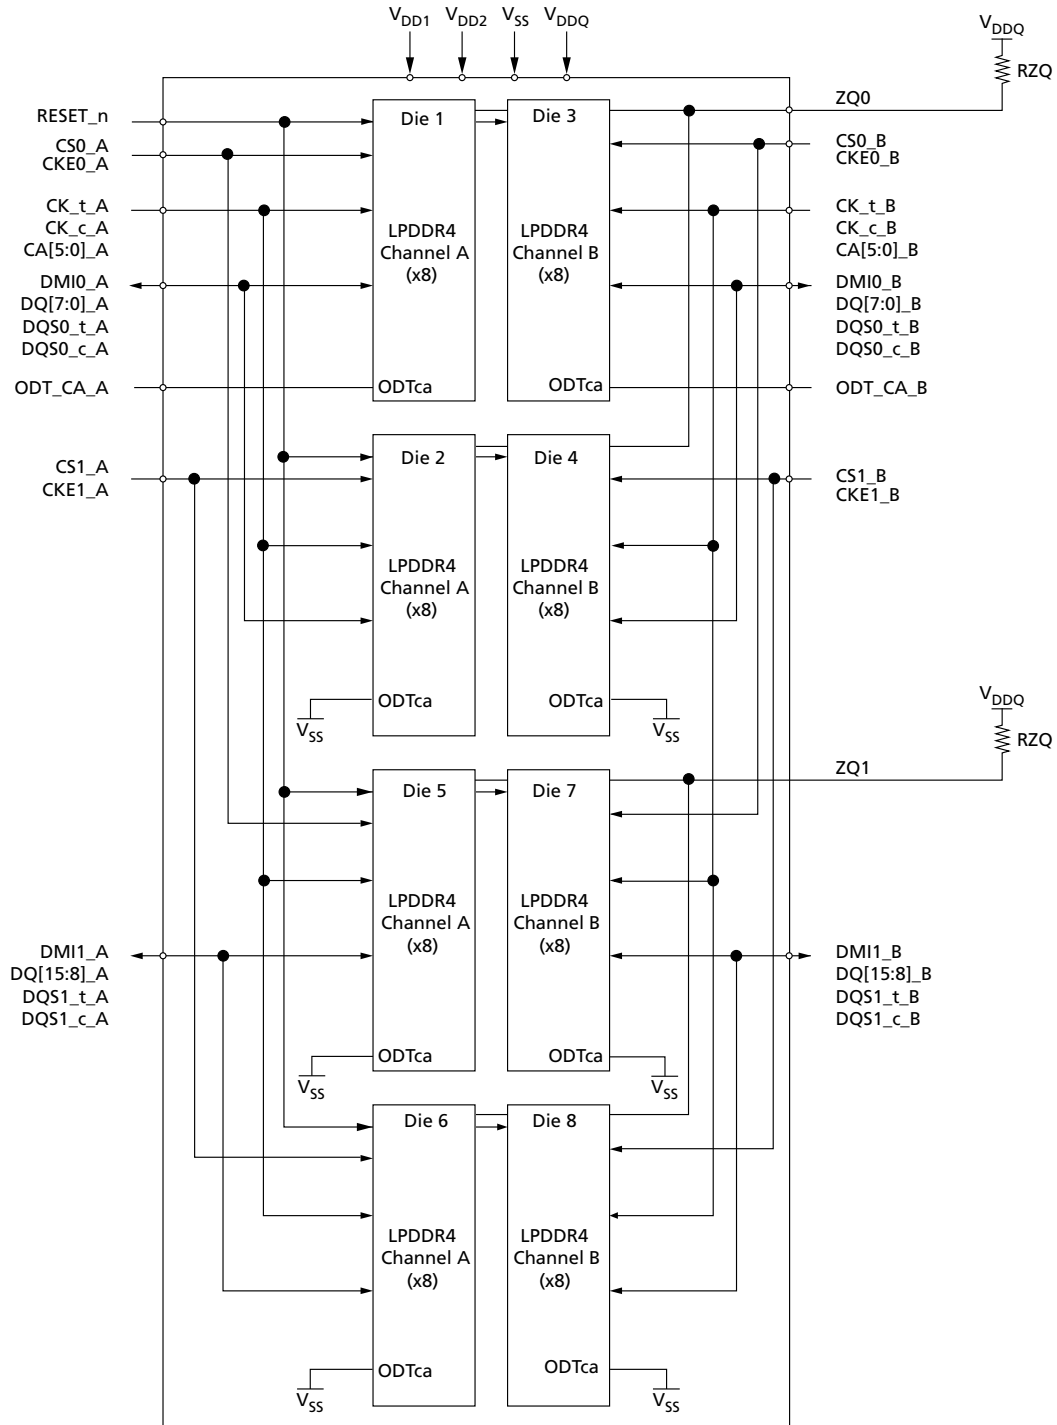 VDD1 VDD2 VSS VDDQ
VDDQ
RZQ
ZQ0
RESET_n
CS0_A
CKE0_A
CK_t_A
CK_c_A
CA[5:0]_A
DMI0_A
DQ[7:0]_A
DQS0_t_A
DQS0_c_A
ODT_CA_A
Die 1
LPDDR4
Channel A
(x8)
ODTca
Die 3
LPDDR4
Channel B
(x8)
ODTca
CS0_B
CKE0_B
CK_t_B
CK_c_B
CA[5:0]_B
DMI0_B
DQ[7:0]_B
DQS0_t_B
DQS0_c_B
ODT_CA_B
CS1_A
CKE1_A
Die 2
LPDDR4
Channel A
(x8)
ODTca
VSS
Die 4
LPDDR4
Channel B
(x8)
ODTca
VSS
CS1_B
CKE1_B
VDDQ
RZQ
ZQ1
Die 5
LPDDR4
Channel A
(x8)
ODTca
VSS
Die 7
LPDDR4
Channel B
(x8)
ODTca
VSS
DMI1_A
DQ[15:8]_A
DQS1_t_A
DQS1_c_A
DMI1_B
DQ[15:8]_B
DQS1_t_B
DQS1_c_B
Die 6
LPDDR4
Channel A
(x8)
ODTca
VSS
Die 8
LPDDR4
Channel B
(x8)
ODTca
VSS